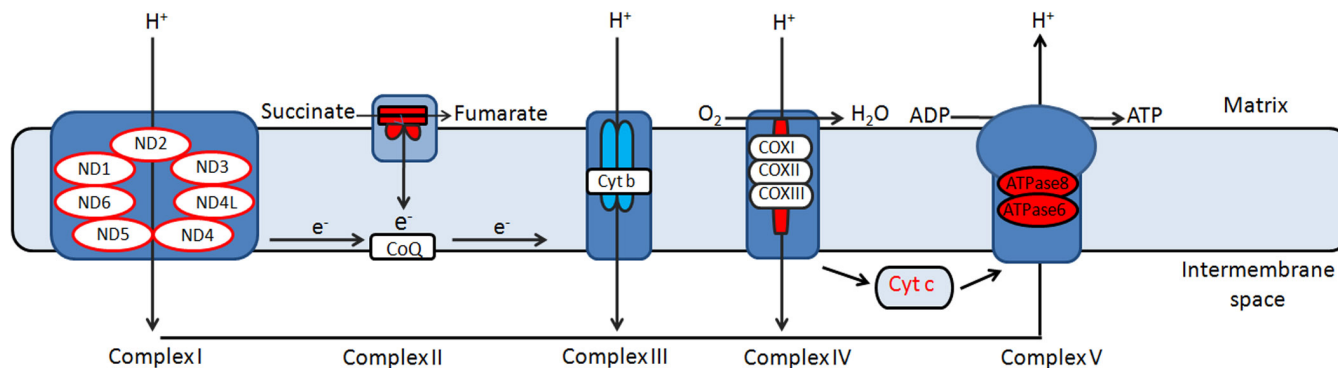 H+ H+ H+ H+
Succinate Fumarate O2 H2O ADP ATP Matrix
ND2
ND1 ND3
ND6 ND4L
ND5 ND4
e-
e-
CoQ
e-
Cyt b
COXI
COXII
COXIII
ATPase8
ATPase6
Cyt c
Intermembrane
space
Complex I Complex II Complex III Complex IV Complex V